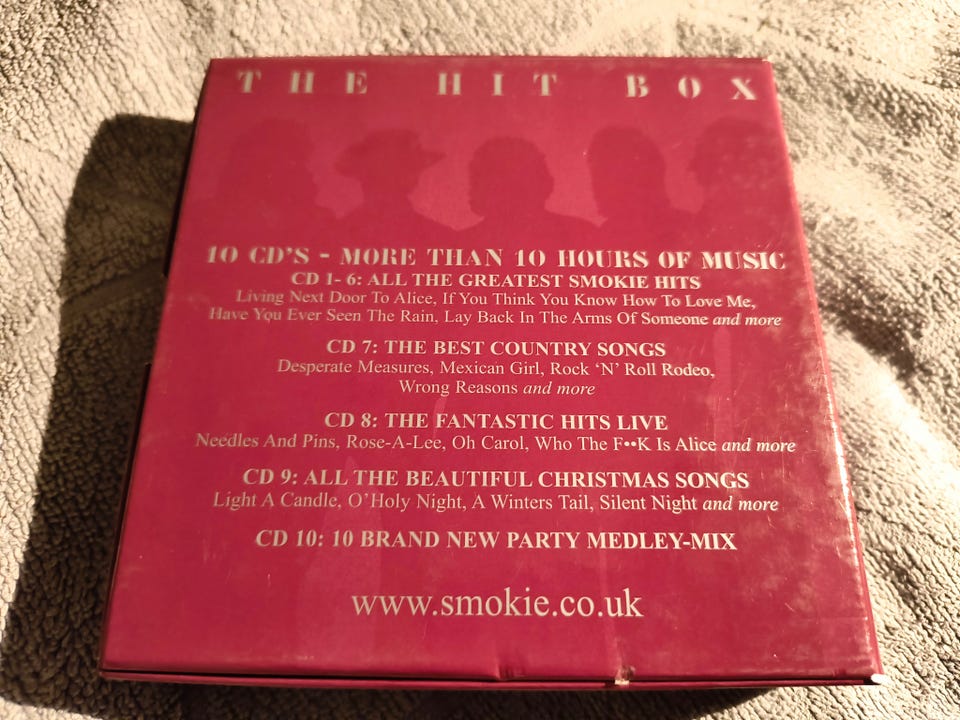 THE HIT BOX
10 CD'S - MORE THAN 10 HOURS OF MUSIC
CD 1- 6: ALL THE GREATEST SMOKIE HITS
Living Next Door To Alice, If You Think You Know How To Love Me,
Have You Ever Seen The Rain, Lay Back In The Arms Of Someone and more
CD 7: THE BEST COUNTRY SONGS
Desperate Measures, Mexican Girl, Rock 'N' Roll Rodeo,
Wrong Reasons and more
CD 8: THE FANTASTIC HITS LIVE
Needles And Pins, Rose-A-Lee, Oh Carol, Who The F••K Is Alice and more
CD 9: ALL THE BEAUTIFUL CHRISTMAS SONGS
Light A Candle, O'Holy Night, A Winters Tail, Silent Night and more
CD 10: 10 BRAND NEW PARTY MEDLEY-MIX
www.smokie.co.uk